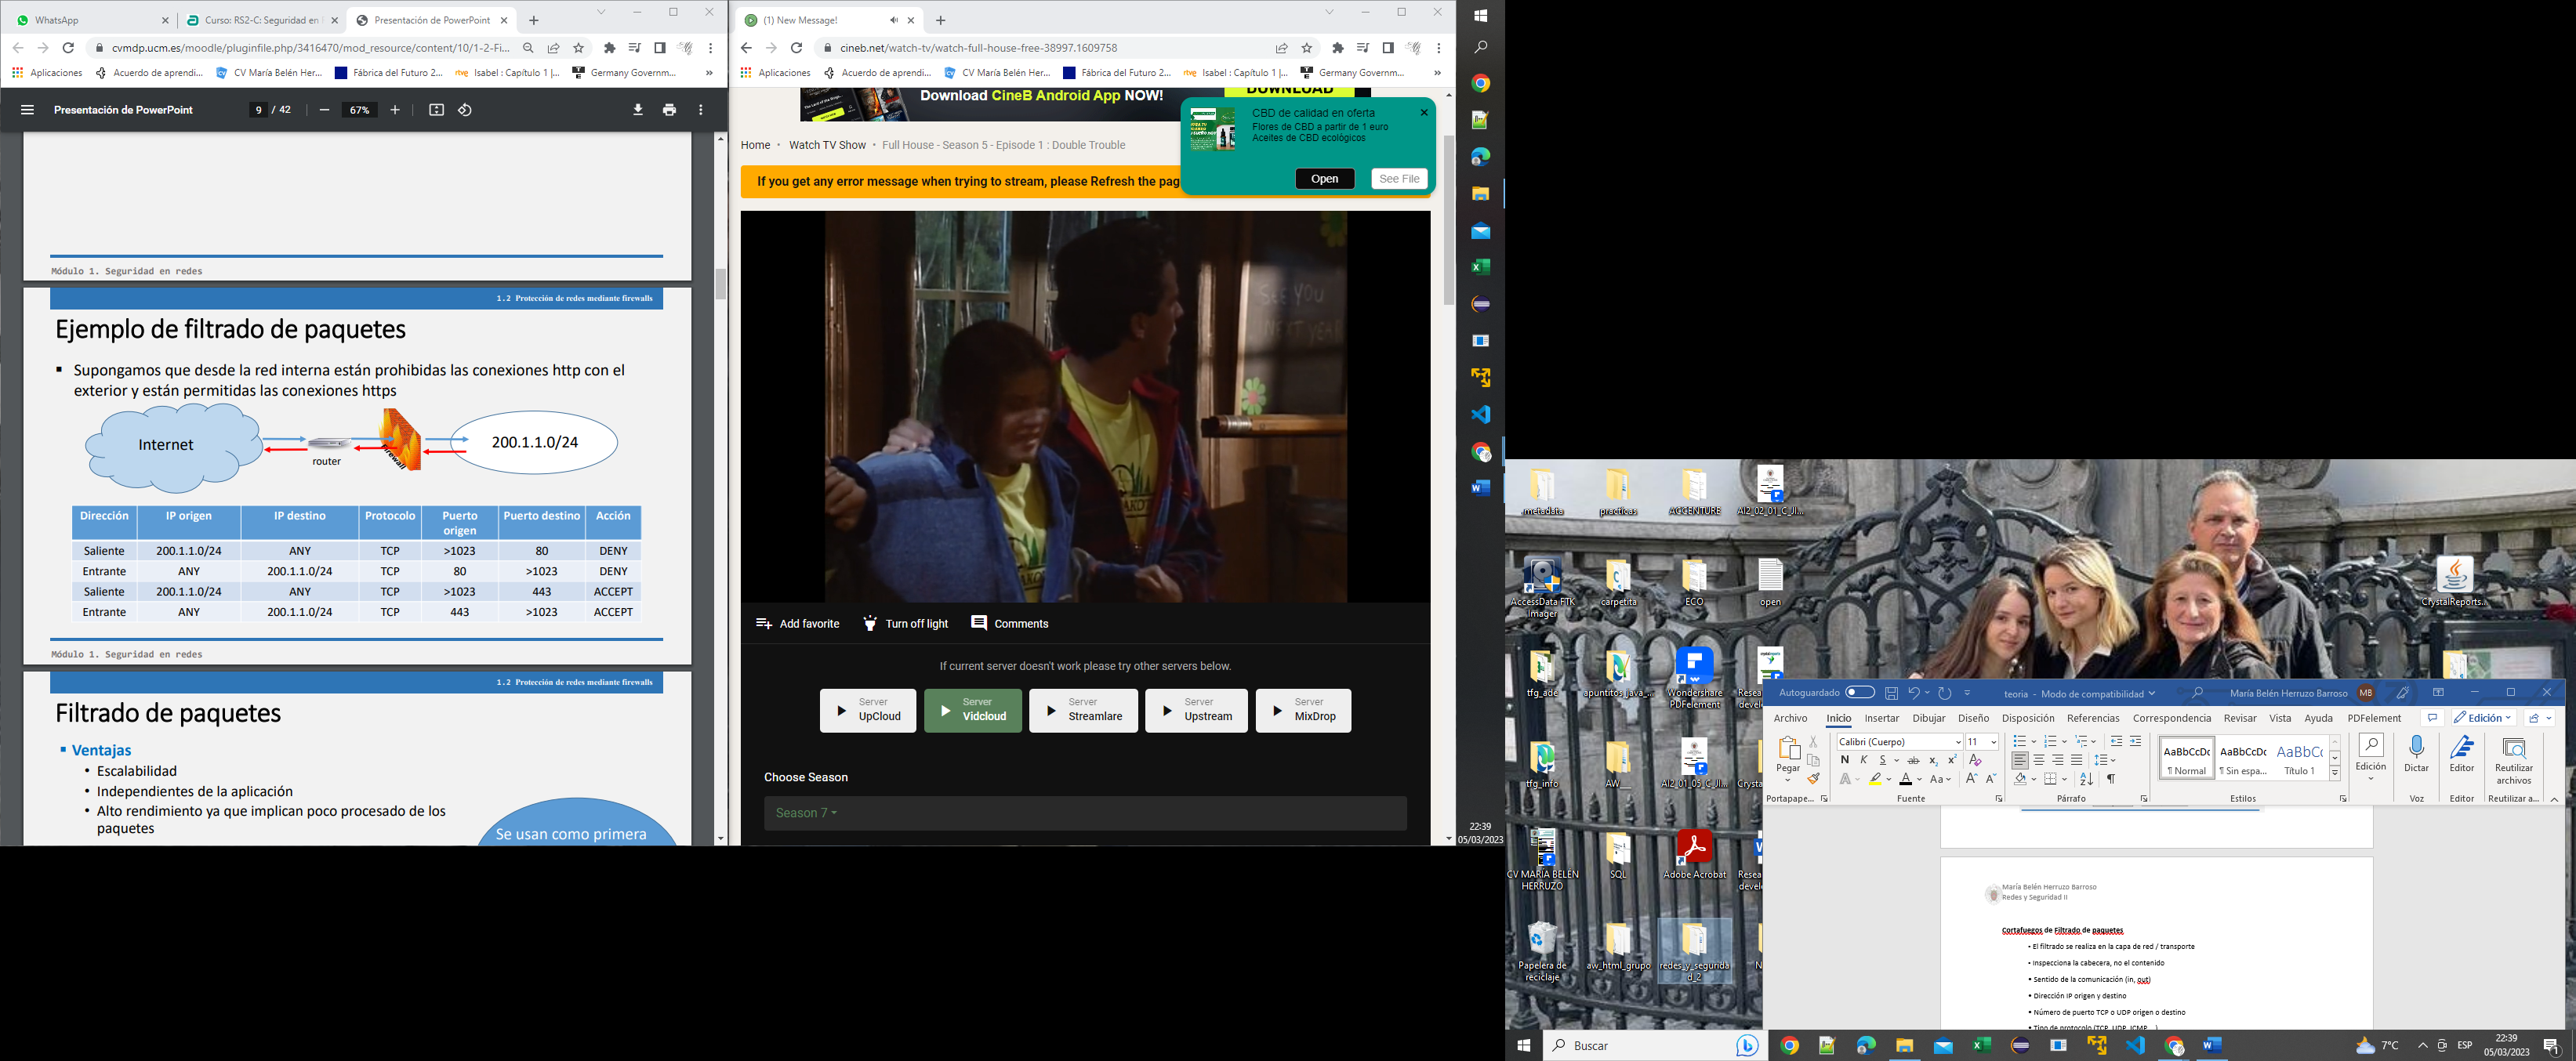 WhatsApp
Curso: RS2-C: Seguridad en
Presentación de PowerPoint
cvmdp.ucm.es/moodle/pluginfile.php/3416470/mod_resource/content/10/1-2-Fi...
Aplicaciones
Acuerdo de aprendi...
CV María Belén Her...
Fábrica del Futuro 2...
Isabel : Capítulo 1 |...
Germany Governm...
»
Presentación de PowerPoint
9 / 42
67%
Módulo 1. Seguridad en redes
1.2 Protección de redes mediante firewalls
Ejemplo de filtrado de paquetes
▪ Supongamos que desde la red interna están prohibidas las conexiones http con el
exterior y están permitidas las conexiones https
Internet
router
200.1.1.0/24
Dirección IP origen IP destino Protocolo Puerto origen Puerto destino Acción
Saliente 200.1.1.0/24 ANY TCP >1023 80 DENY
Entrante ANY 200.1.1.0/24 TCP 80 >1023 DENY
Saliente 200.1.1.0/24 ANY TCP >1023 443 ACCEPT
Entrante ANY 200.1.1.0/24 TCP 443 >1023 ACCEPT
Módulo 1. Seguridad en redes
1.2 Protección de redes mediante firewalls
Filtrado de paquetes
▪ Ventajas
• Escalabilidad
• Independientes de la aplicación
• Alto rendimiento ya que implican poco procesado de los
paquetes
Se usan como primera
(1) New Message!
cineb.net/watch-tv/watch-full-house-free-38997.1609758
Aplicaciones
Acuerdo de aprendi...
CV María Belén Her...
Fábrica del Futuro 2...
Isabel : Capítulo 1 |...
Germany Governm...
»
Download CineB Android App NOW!
DOWNLOAD
CBD de calidad en oferta
Flores de CBD a partir de 1 euro
Aceites de CBD ecológicos
Open
See File
Home • Watch TV Show • Full House - Season 5 - Episode 1 : Double Trouble
If you get any error message when trying to stream, please Refresh the pag
SEE YOU
NEXT YEAR
Add favorite
Turn off light
Comments
If current server doesn't work please try other servers below.
Server UpCloud
Server Vidcloud
Server Streamlare
Server Upstream
Server MixDrop
Choose Season
Season 7
22:39
05/03/2023
.metadata
practicas
ACCENTURE
AI2_02_01_C_JI...
AccessData FTK
Imager
carpetita
ECO
open
CrystalReports...
tfg_ade
apuntitos_java_...
Wondershare
PDFelement
Resea
devel
tfg_info
AW__
AI2_01_05_C_JI...
Crysta
CV MARIA BELEN
HERRUZO
SQL
Adobe Acrobat
Resea
devel
Papelera de
reciclaje
aw_html_grupo
redes_y_segurida
d_2
Autoguardado
teoria - Modo de compatibilidad
María Belén Herruzo Barroso
MB
Archivo
Inicio
Insertar
Dibujar
Diseño
Disposición
Referencias
Correspondencia
Revisar
Vista
Ayuda
PDFelement
Edición
Pegar
Calibri (Cuerpo)
11
N K S ab x₂ x²
AaBbCcDc
¶ Normal
AaBbCcDc
¶ Sin espa...
AaBbCc
Título 1
Edición
Dictar
Editor
Reutilizar
archivos
Portapape...
Fuente
Párrafo
Estilos
Voz
Editor
Reutilizar a...
María Belén Herruzo Barroso
Redes y Seguridad II
Cortafuegos de Filtrado de paquetes
• El filtrado se realiza en la capa de red / transporte
• Inspecciona la cabecera, no el contenido
• Sentido de la comunicación (in, out)
• Dirección IP origen y destino
• Número de puerto TCP o UDP origen o destino
• Tipo de protocolo (TCP, UDP, ICMP,...)
Buscar
7°C
ESP
22:39
05/03/2023